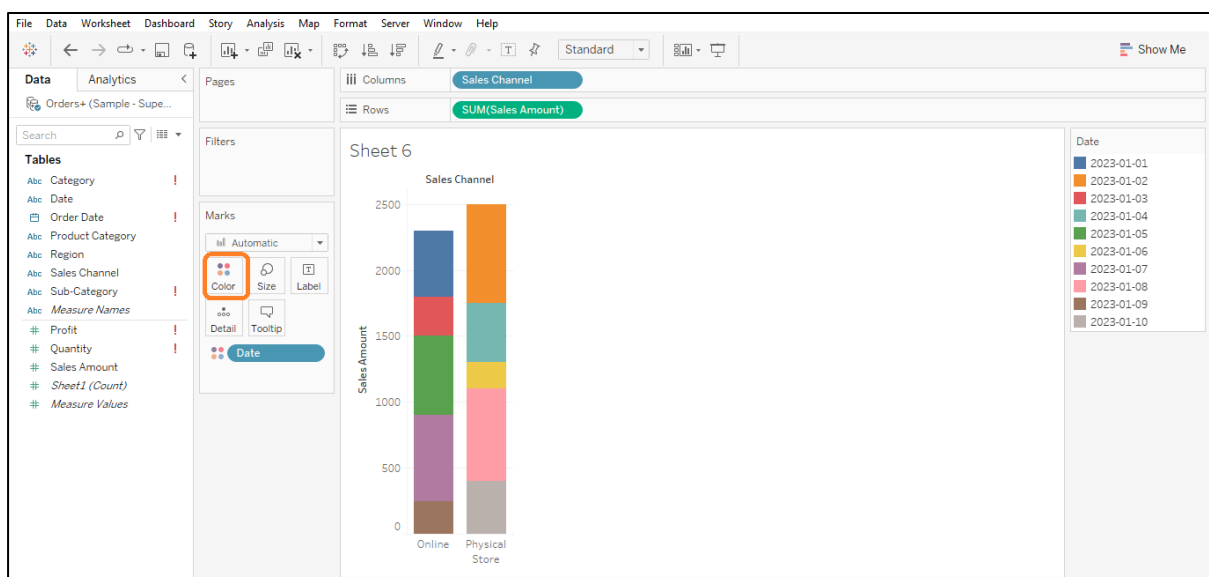 File Data Worksheet Dashboard Story Analysis Map Format Server Window Help
Standard
Show Me
Data Analytics
Orders+ (Sample - Supe...
Search
Tables
Abc Category !
Abc Date
Order Date !
Abc Product Category
Abc Region
Abc Sales Channel
Abc Sub-Category !
Abc Measure Names
# Profit !
# Quantity !
# Sales Amount
# Sheet1 (Count)
# Measure Values
Pages
Filters
Marks
Automatic
Color Size Label
Detail Tooltip
Date
Columns Sales Channel
Rows SUM(Sales Amount)
Sheet 6
Sales Channel
Sales Amount
2500
2000
1500
1000
500
0
Online Physical
Store
Date
2023-01-01
2023-01-02
2023-01-03
2023-01-04
2023-01-05
2023-01-06
2023-01-07
2023-01-08
2023-01-09
2023-01-10